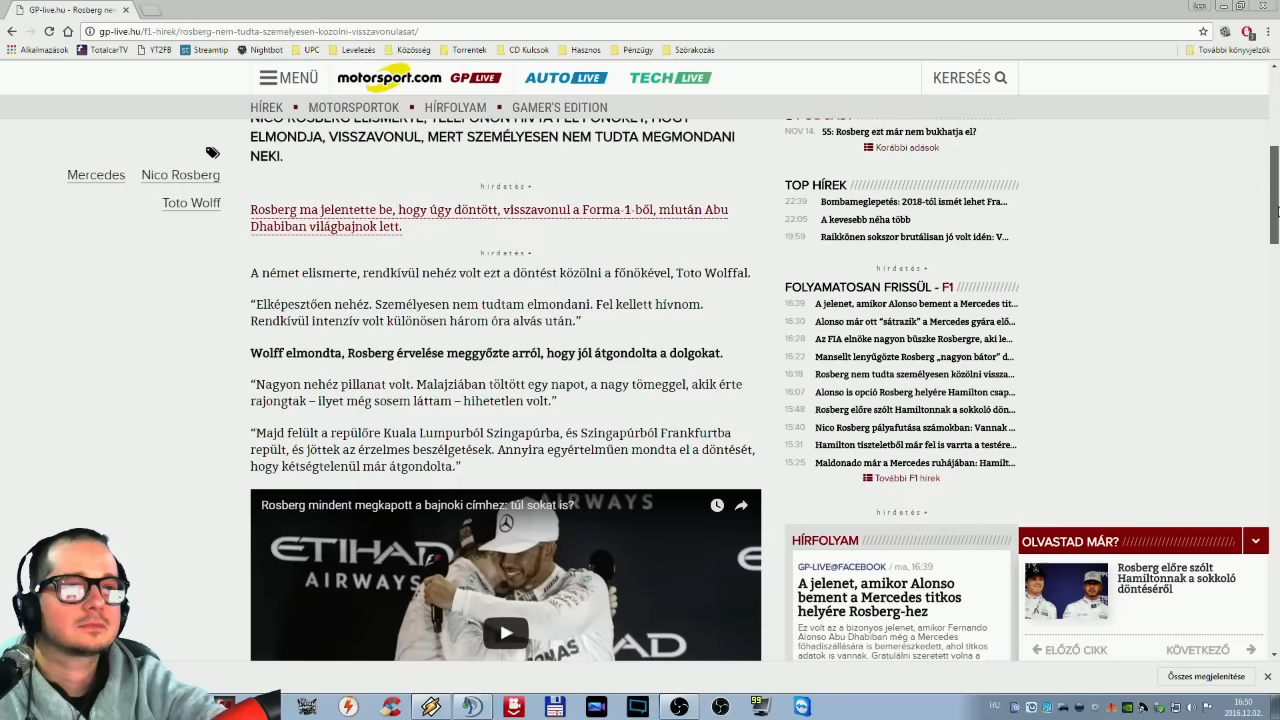 gp-live.hu
gp-live.hu/f1-hirek/rosberg-nem-tudta-szemelyesen-kozolni-visszavonulasat/
Alkalmazások TotalcarTV YT2FB Streamtip Nightbot UPC Levelezés Közösség Torrentek CD Kulcsok Hasznos Pénzügy Szórakozás További könyvjelzők
MENÜ motorsport.com GP LIVE AUTO LIVE TECH LIVE KERESÉS
HÍREK MOTORSPORTOK HÍRFOLYAM GAMER'S EDITION
ELMONDJA, VISSZAVONUL, MERT SZEMÉLYESEN NEM TUDTA MEGMONDANI
NEKI.
Mercedes Nico Rosberg
Toto Wolff
hirdetés
Rosberg ma jelentette be, hogy úgy döntött, visszavonul a Forma-1-ből, miután Abu
Dhabiban világbajnok lett.
hirdetés
A német elismerte, rendkívül nehéz volt ezt a döntést közölni a főnökével, Toto Wolffal.
“Elképesztően nehéz. Személyesen nem tudtam elmondani. Fel kellett hívnom.
Rendkívül intenzív volt különösen három óra alvás után.”
Wolff elmondta, Rosberg érvelése meggyőzte arról, hogy jól átgondolta a dolgokat.
“Nagyon nehéz pillanat volt. Malajziában töltött egy napot, a nagy tömeggel, akik érte
rajongtak – ilyet még sosem láttam – hihetetlen volt.”
“Majd felült a repülőre Kuala Lumpurból Szingapúrba, és Szingapúrból Frankfurtba
repült, és jöttek az érzelmes beszélgetések. Annyira egyértelműen mondta el a döntését,
hogy kétségtelenül már átgondolta.”
Rosberg mindent megkapott a bajnoki címhez: túl sokat is?
AIRWAYS
ETIHAD
AIRWAYS
NOV 14. 55: Rosberg ezt már nem bukhatja el?
Korábbi adások
TOP HÍREK
22:39 Bombameglepetés: 2018-tól ismét lehet Fra...
22:05 A kevesebb néha több
19:59 Raikkönen sokszor brutálisan jó volt idén: V...
hirdetés
FOLYAMATOSAN FRISSÜL - F1
16:39 A jelenet, amikor Alonso bement a Mercedes tit...
16:30 Alonso már ott “sátrazik” a Mercedes gyára elő...
16:28 Az FIA elnöke nagyon büszke Rosbergre, aki le...
16:22 Mansellt lenyűgözte Rosberg „nagyon bátor” d...
16:18 Rosberg nem tudta személyesen közölni vissza...
16:07 Alonso is opció Rosberg helyére Hamilton csap...
15:48 Rosberg előre szólt Hamiltonnak a sokkoló dön...
15:40 Nico Rosberg pályafutása számokban: Vannak ...
15:31 Hamilton tiszteletből már fel is varrta a testére...
15:25 Maldonado már a Mercedes ruhájában: Hamilt...
További F1 hírek
hirdetés
HÍRFOLYAM
GP-LIVE@FACEBOOK / ma, 16:39
A jelenet, amikor Alonso
bement a Mercedes titkos
helyére Rosberg-hez
Ez volt az a bizonyos jelenet, amikor Fernando
Alonso Abu Dhabiban még a Mercedes
főhadiszállására is bemerészkedett, ahol titkos
adatok is vannak. Gratulálni szeretett volna a
OLVASTAD MÁR?
Rosberg előre szólt
Hamiltonnak a sokkoló
döntéséről
ELŐZŐ CIKK KÖVETKEZŐ
Összes megjelenítése
HU
16:50
2016.12.02.